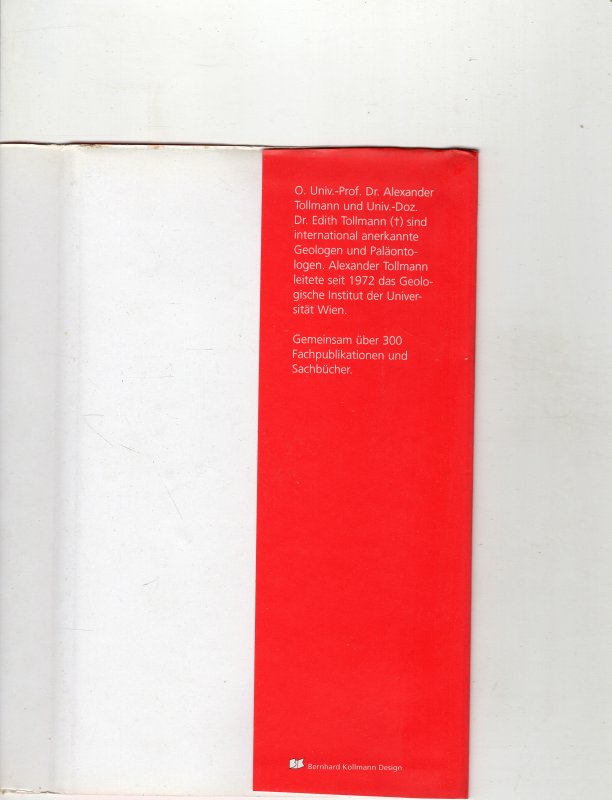 O. Univ.-Prof. Dr. Alexander
Tollmann und Univ.-Doz.
Dr. Edith Tollmann (†) sind
international anerkannte
Geologen und Paläonto-
logen. Alexander Tollmann
leitete seit 1972 das Geolo-
gische Institut der Univer-
sität Wien.
Gemeinsam über 300
Fachpublikationen und
Sachbücher.
Bernhard Kollmann Design